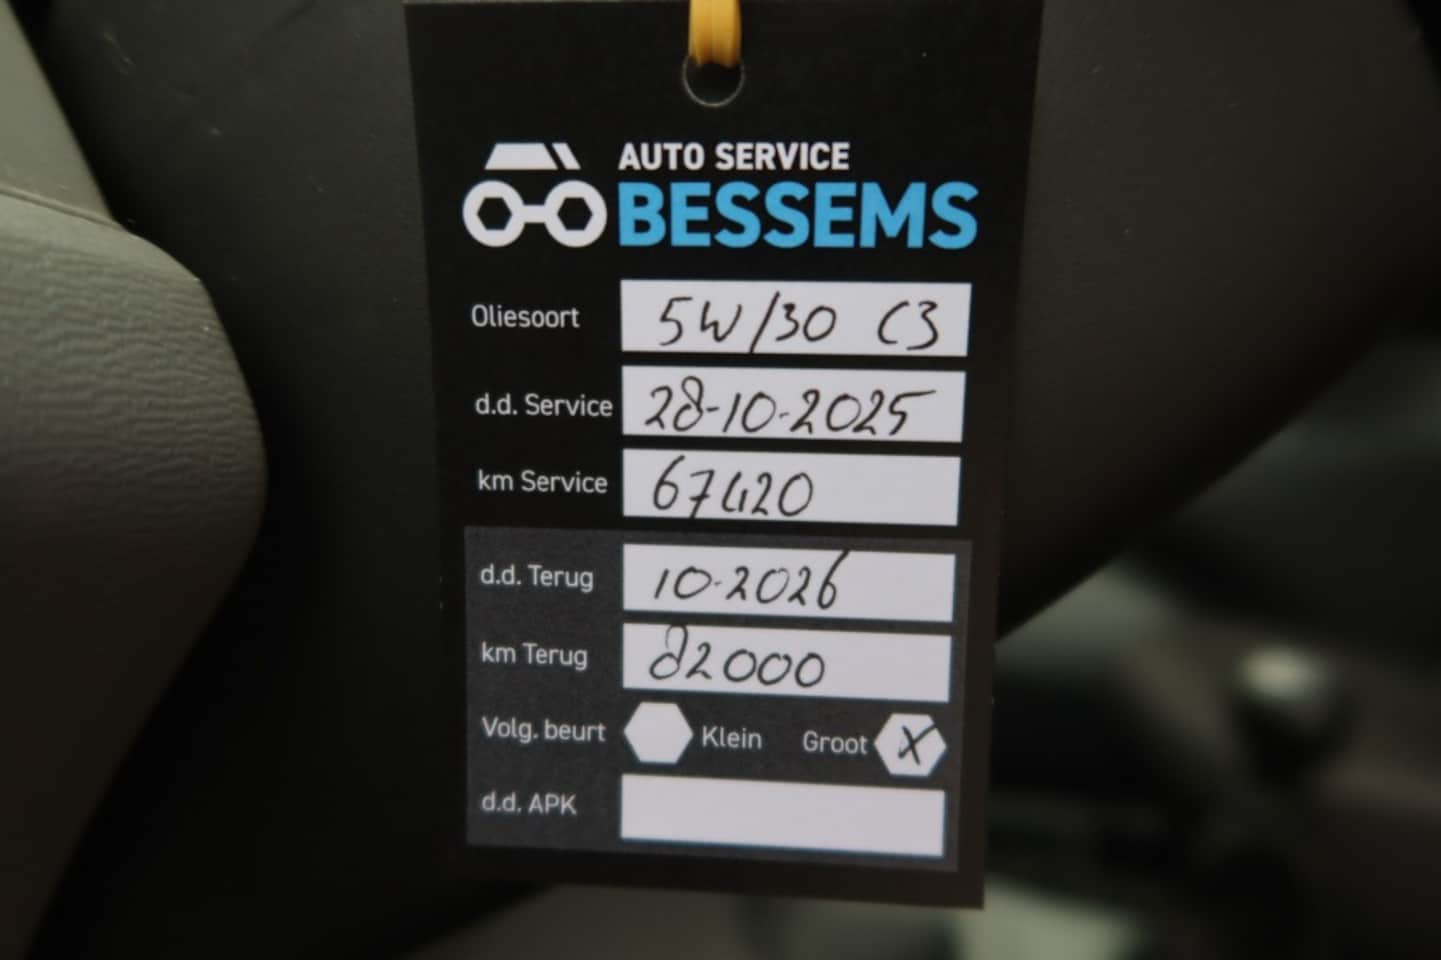 AUTO SERVICE
BESSEMS
Oliesoort 5W/30 C3
d.d. Service 28-10-2025
km Service 67420
d.d. Terug 10-2026
km Terug 82000
Volg. beurt Klein Groot X
d.d. APK